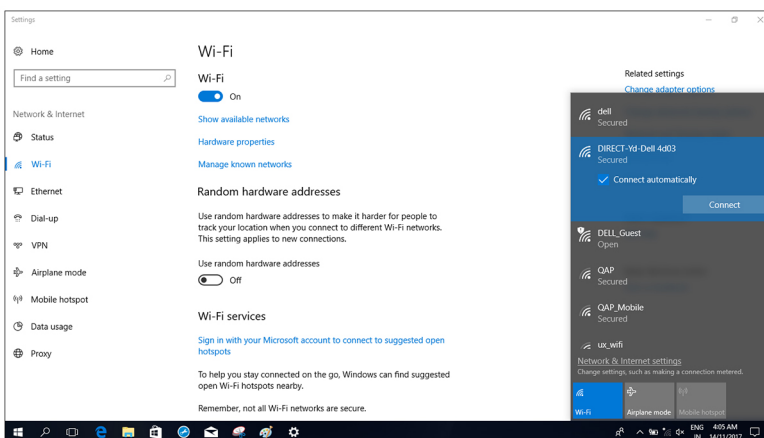 Settings
Home
Find a setting
Network & Internet
Status
Wi-Fi
Ethernet
Dial-up
VPN
Airplane mode
Mobile hotspot
Data usage
Proxy
Wi-Fi
Wi-Fi
On
Show available networks
Hardware properties
Manage known networks
Random hardware addresses
Use random hardware addresses to make it harder for people to
track your location when you connect to different Wi-Fi networks.
This setting applies to new connections.
Use random hardware addresses
Off
Wi-Fi services
Sign in with your Microsoft account to connect to suggested open
hotspots
To help you stay connected on the go, Windows can find suggested
open Wi-Fi hotspots nearby.
Remember, not all Wi-Fi networks are secure.
Related settings
Change adapter options
dell
Secured
DIRECT-Yd-Dell 4d03
Secured
Connect automatically
Connect
DELL_Guest
Open
QAP
Secured
QAP_Mobile
Secured
ux_wifi
Network & Internet settings
Change settings, such as making a connection metered.
Wi-Fi
Airplane mode
Mobile hotspot
ENG 4:05 AM
IN 14/11/2017